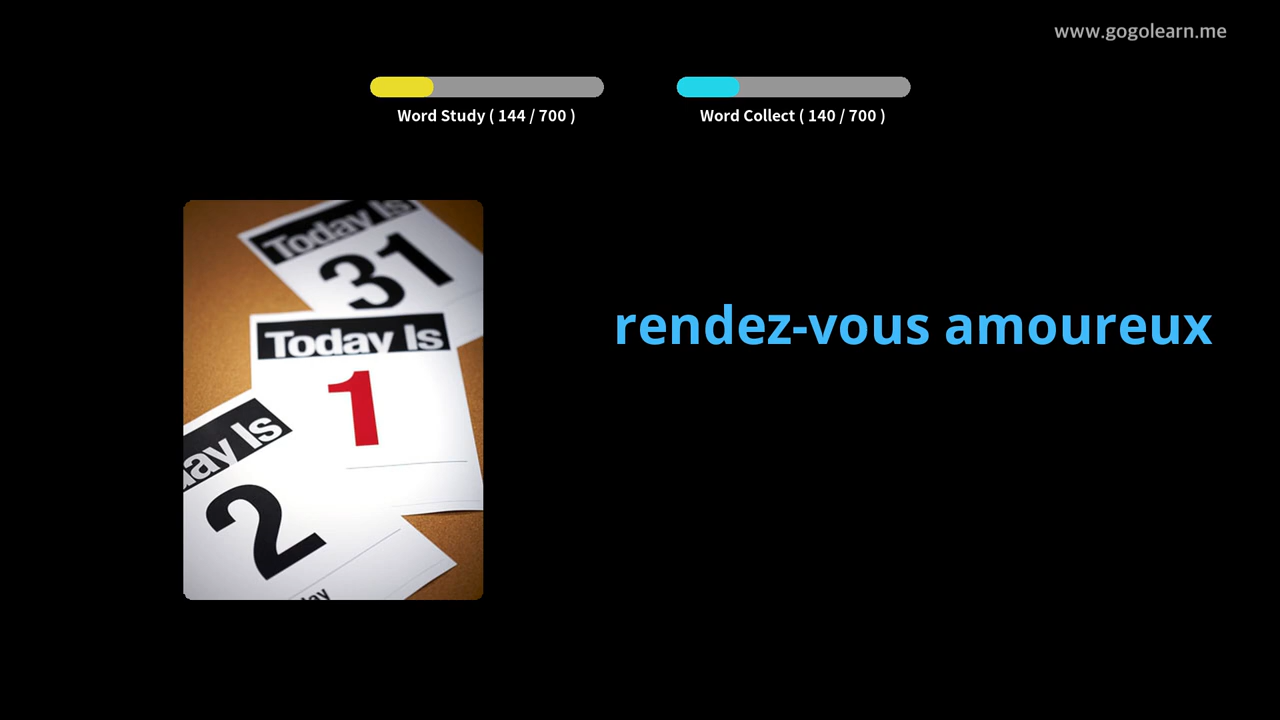 www.gogolearn.me
Word Study ( 144 / 700 )
Word Collect ( 140 / 700 )
Today Is
31
Today Is
1
ay Is
2
day
rendez-vous amoureux